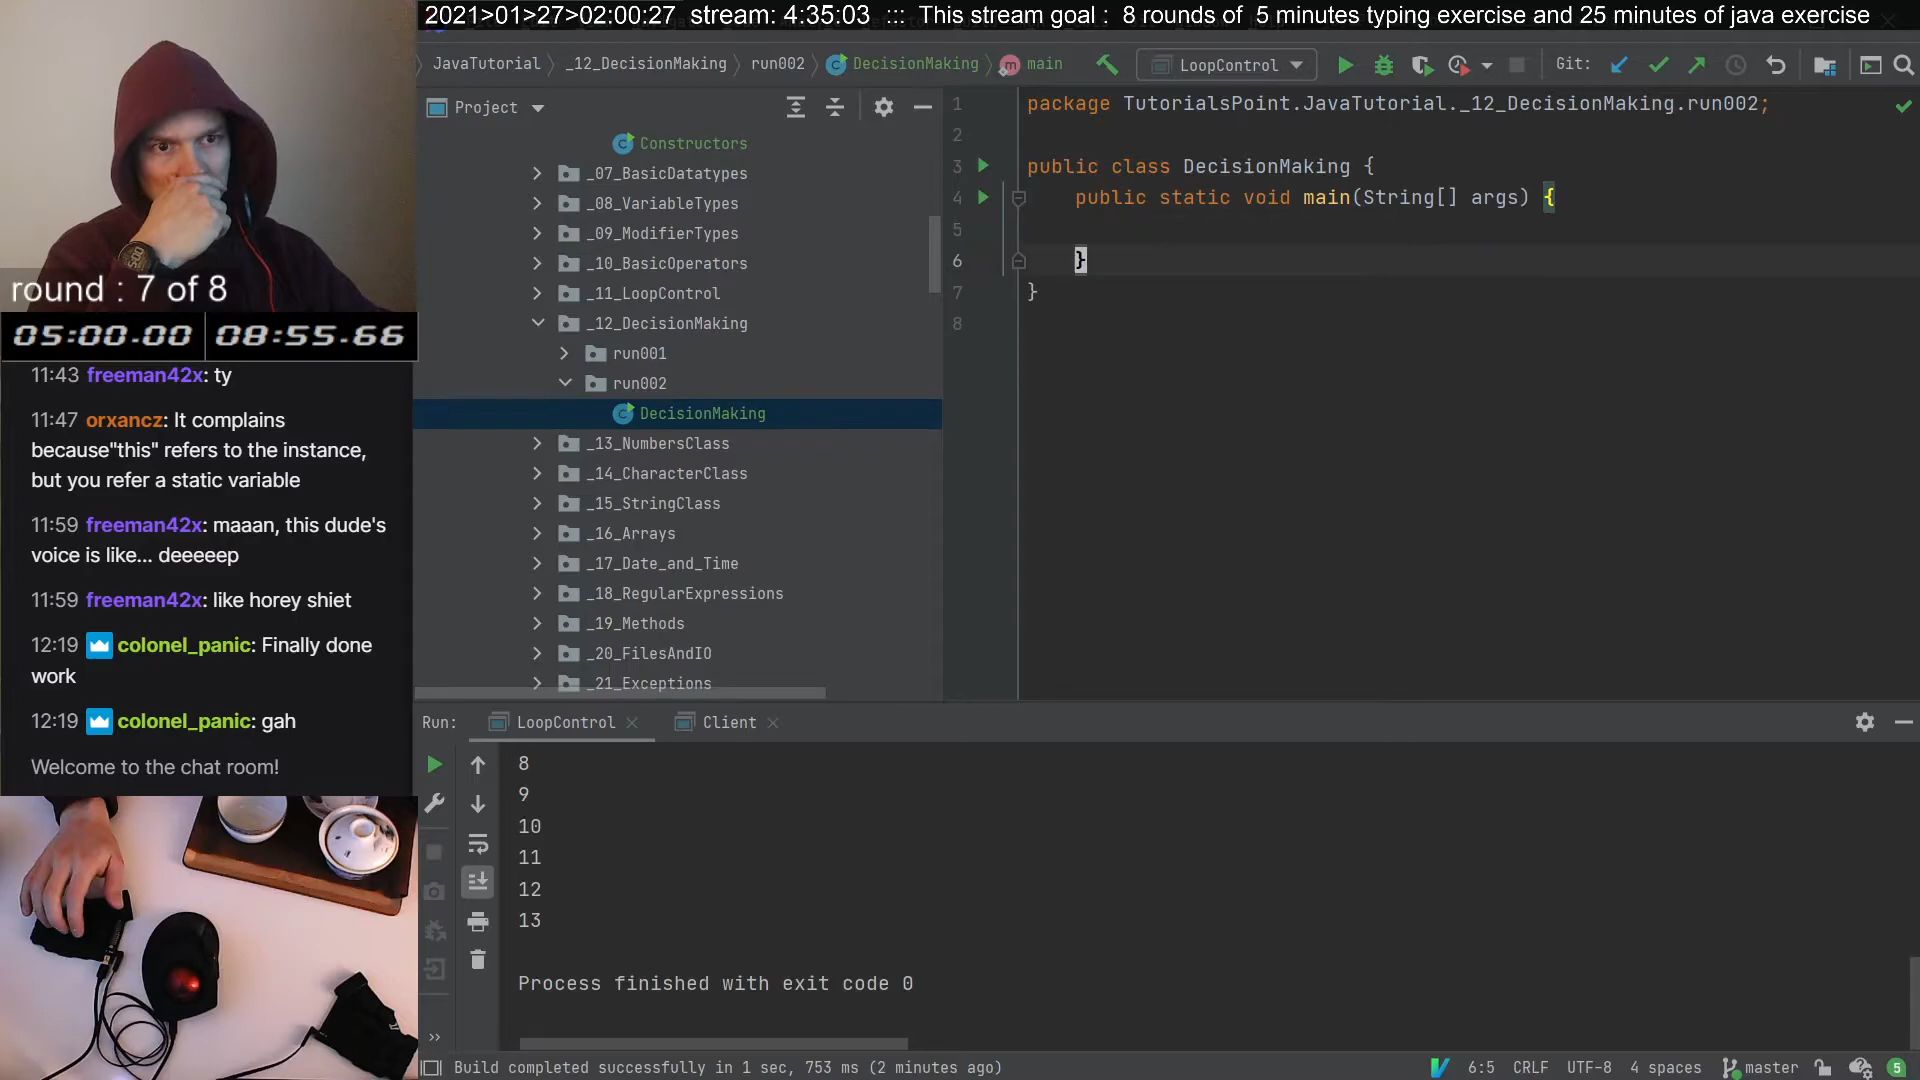 2021>01>27>02:00:27 stream: 4:35:03 ::: This stream goal : 8 rounds of 5 minutes typing exercise and 25 minutes of java exercise
JavaTutorial _12_DecisionMaking run002 DecisionMaking main LoopControl Git:
Project
Constructors
_07_BasicDatatypes
_08_VariableTypes
_09_ModifierTypes
_10_BasicOperators
_11_LoopControl
_12_DecisionMaking
run001
run002
DecisionMaking
_13_NumbersClass
_14_CharacterClass
_15_StringClass
_16_Arrays
_17_Date_and_Time
_18_RegularExpressions
_19_Methods
_20_FilesAndIO
_21_Exceptions
1 package TutorialsPoint.JavaTutorial._12_DecisionMaking.run002;
2
3 public class DecisionMaking {
4 public static void main(String[] args) {
5
6 }
7 }
8
round : 7 of 8
05:00.00 08:55.66
11:43 freeman42x: ty
11:47 orxancz: It complains
because"this" refers to the instance,
but you refer a static variable
11:59 freeman42x: maaan, this dude's
voice is like... deeeeep
11:59 freeman42x: like horey shiet
12:19 colonel_panic: Finally done
work
12:19 colonel_panic: gah
Welcome to the chat room!
Run: LoopControl Client
8
9
10
11
12
13
Process finished with exit code 0
Build completed successfully in 1 sec, 753 ms (2 minutes ago)
6:5 CRLF UTF-8 4 spaces master 5